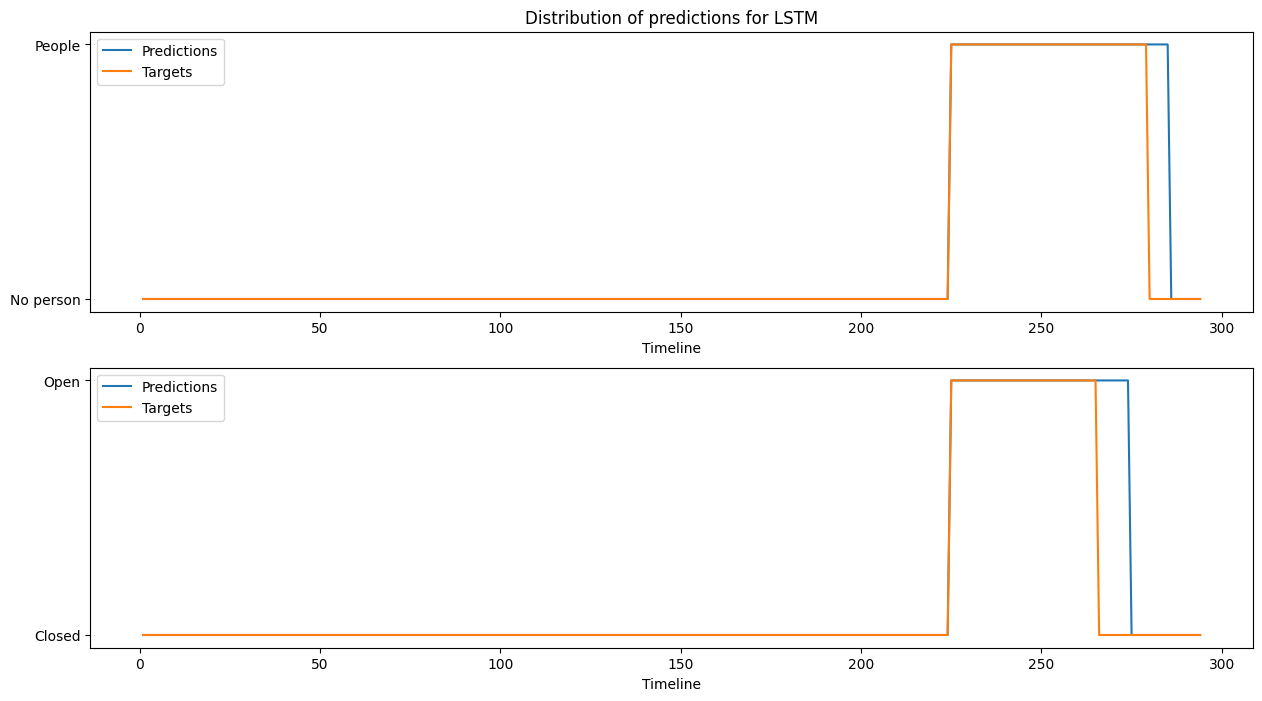 Distribution of predictions for LSTM
People
Predictions
Targets
No person
0 50 100 150 200 250 300
Timeline
Open
Predictions
Targets
Closed
0 50 100 150 200 250 300
Timeline